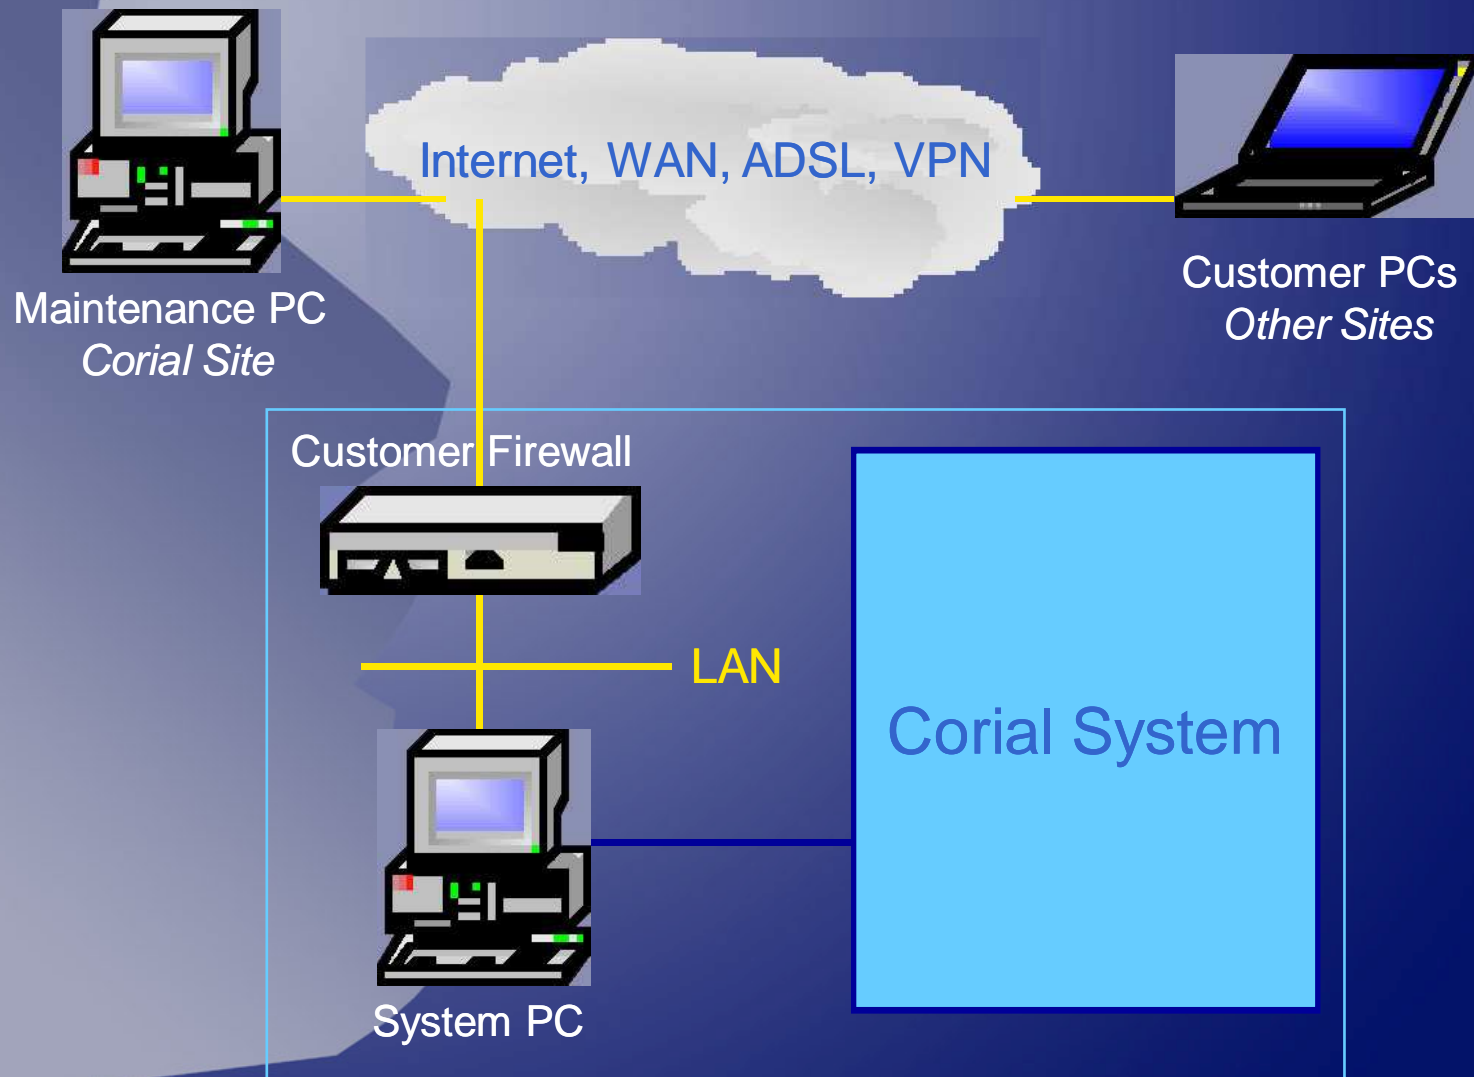 Internet, WAN, ADSL, VPN
Maintenance PC
Corial Site
Customer PCs
Other Sites
Customer Firewall
LAN
Corial System
System PC